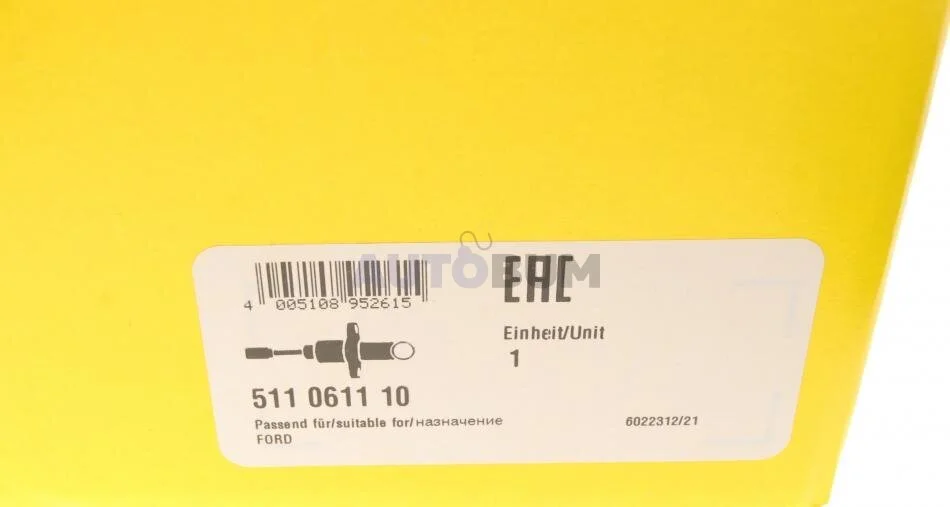 AUTOBUM
EAC
4 005108 952615
Einheit/Unit
1
511 0611 10
Passend für/suitable for/назначение
FORD
6022312/21